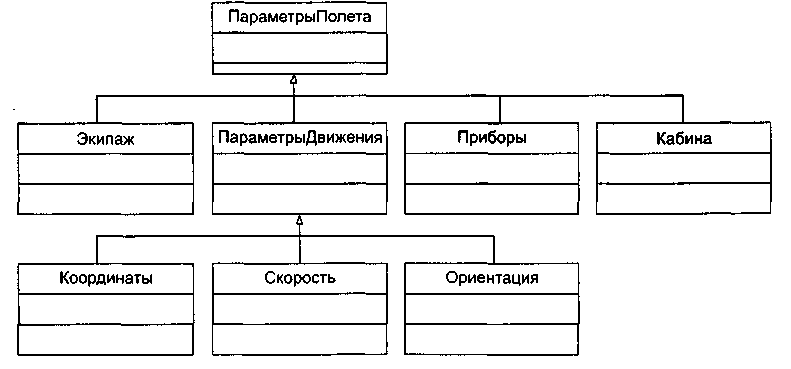 ПараметрыПолета
Экипаж
ПараметрыДвижения
Приборы
Кабина
Координаты
Скорость
Ориентация